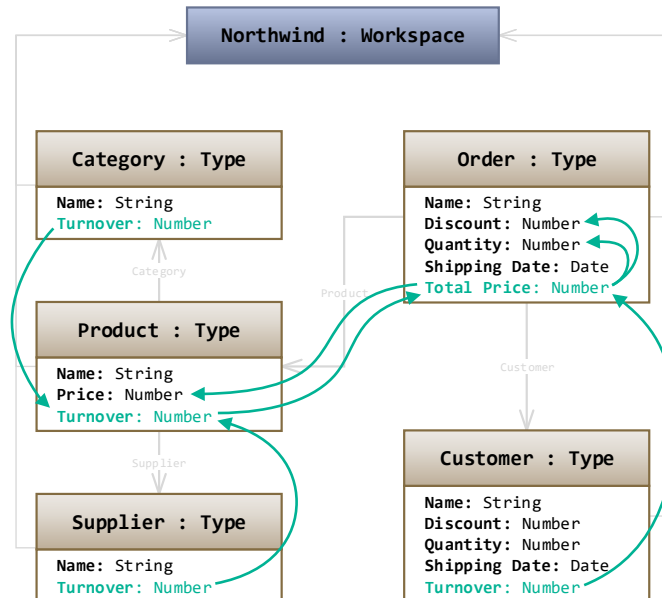 Northwind : Workspace
Category : Type
Name: String
Turnover: Number
Category
Product : Type
Name: String
Price: Number
Turnover: Number
Supplier
Supplier : Type
Name: String
Turnover: Number
Order : Type
Name: String
Discount: Number
Quantity: Number
Shipping Date: Date
Total Price: Number
Product
Customer
Customer : Type
Name: String
Discount: Number
Quantity: Number
Shipping Date: Date
Turnover: Number